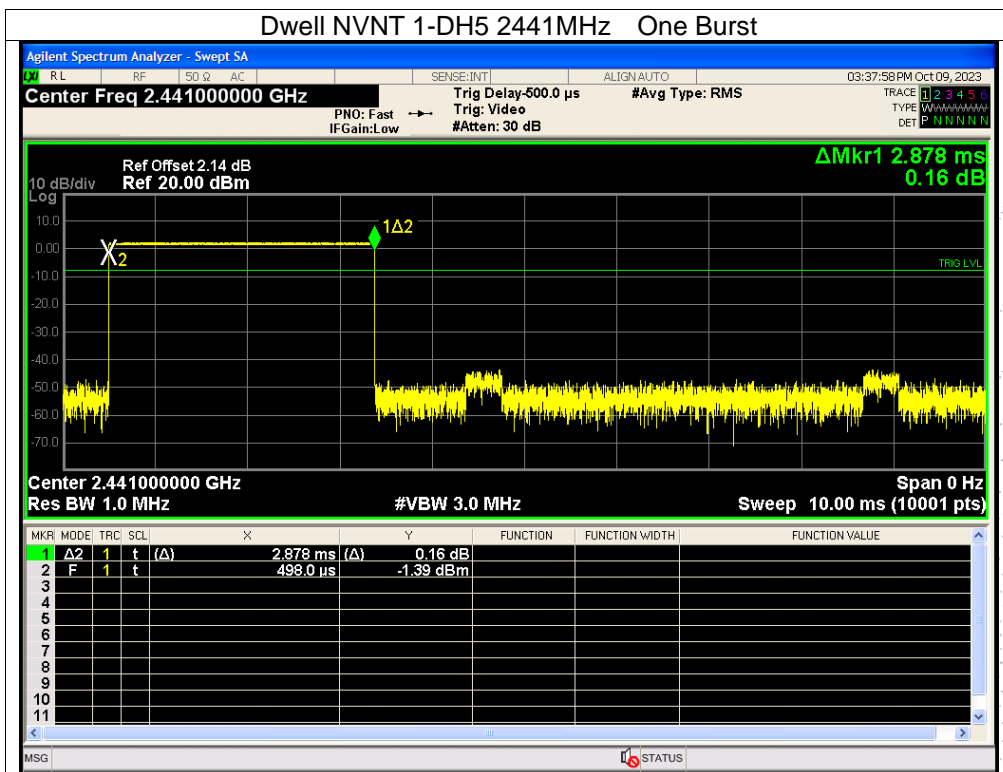 Dwell NVNT 1-DH5 2441MHz One Burst
Agilent Spectrum Analyzer - Swept SA
LXI RL RF 50 Ω AC SENSE:INT ALIGN AUTO 03:37:58 PM Oct 09, 2023
Center Freq 2.441000000 GHz Trig Delay-500.0 µs #Avg Type: RMS TRACE 1 2 3 4 5 6
PNO: Fast Trig: Video TYPE WWWWWW
IFGain:Low #Atten: 30 dB DET P N N N N N
ΔMkr1 2.878 ms
0.16 dB
Ref Offset 2.14 dB
10 dB/div Ref 20.00 dBm
Log
10.0
1Δ2
0.00
2
TRIG LVL
-10.0
-20.0
-30.0
-40.0
-50.0
-60.0
-70.0
Center 2.441000000 GHz Span 0 Hz
Res BW 1.0 MHz #VBW 3.0 MHz Sweep 10.00 ms (10001 pts)
MKR MODE TRC SCL X Y FUNCTION FUNCTION WIDTH FUNCTION VALUE
1 Δ2 1 t (Δ) 2.878 ms (Δ) 0.16 dB
2 F 1 t 498.0 µs -1.39 dBm
3
4
5
6
7
8
9
10
11
MSG STATUS